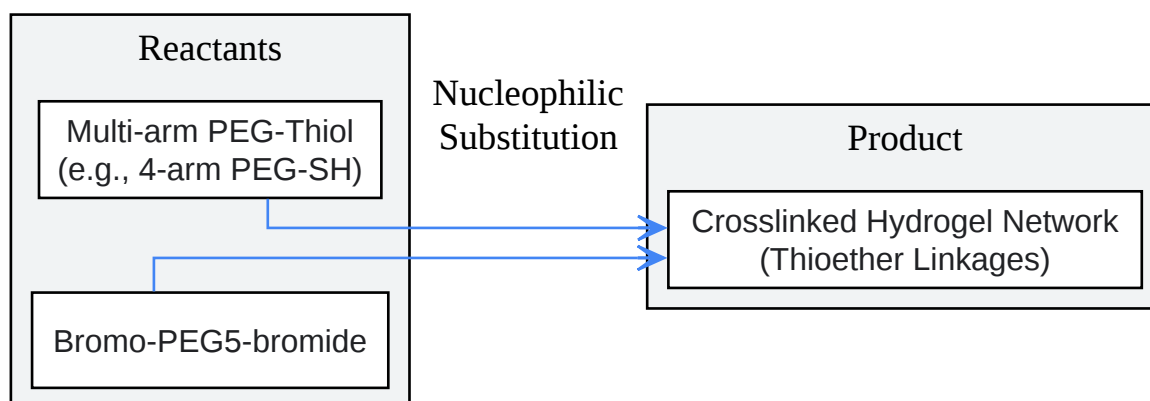 Reactants
Multi-arm PEG-Thiol
(e.g., 4-arm PEG-SH)
Bromo-PEG5-bromide
Nucleophilic
Substitution
Product
Crosslinked Hydrogel Network
(Thioether Linkages)